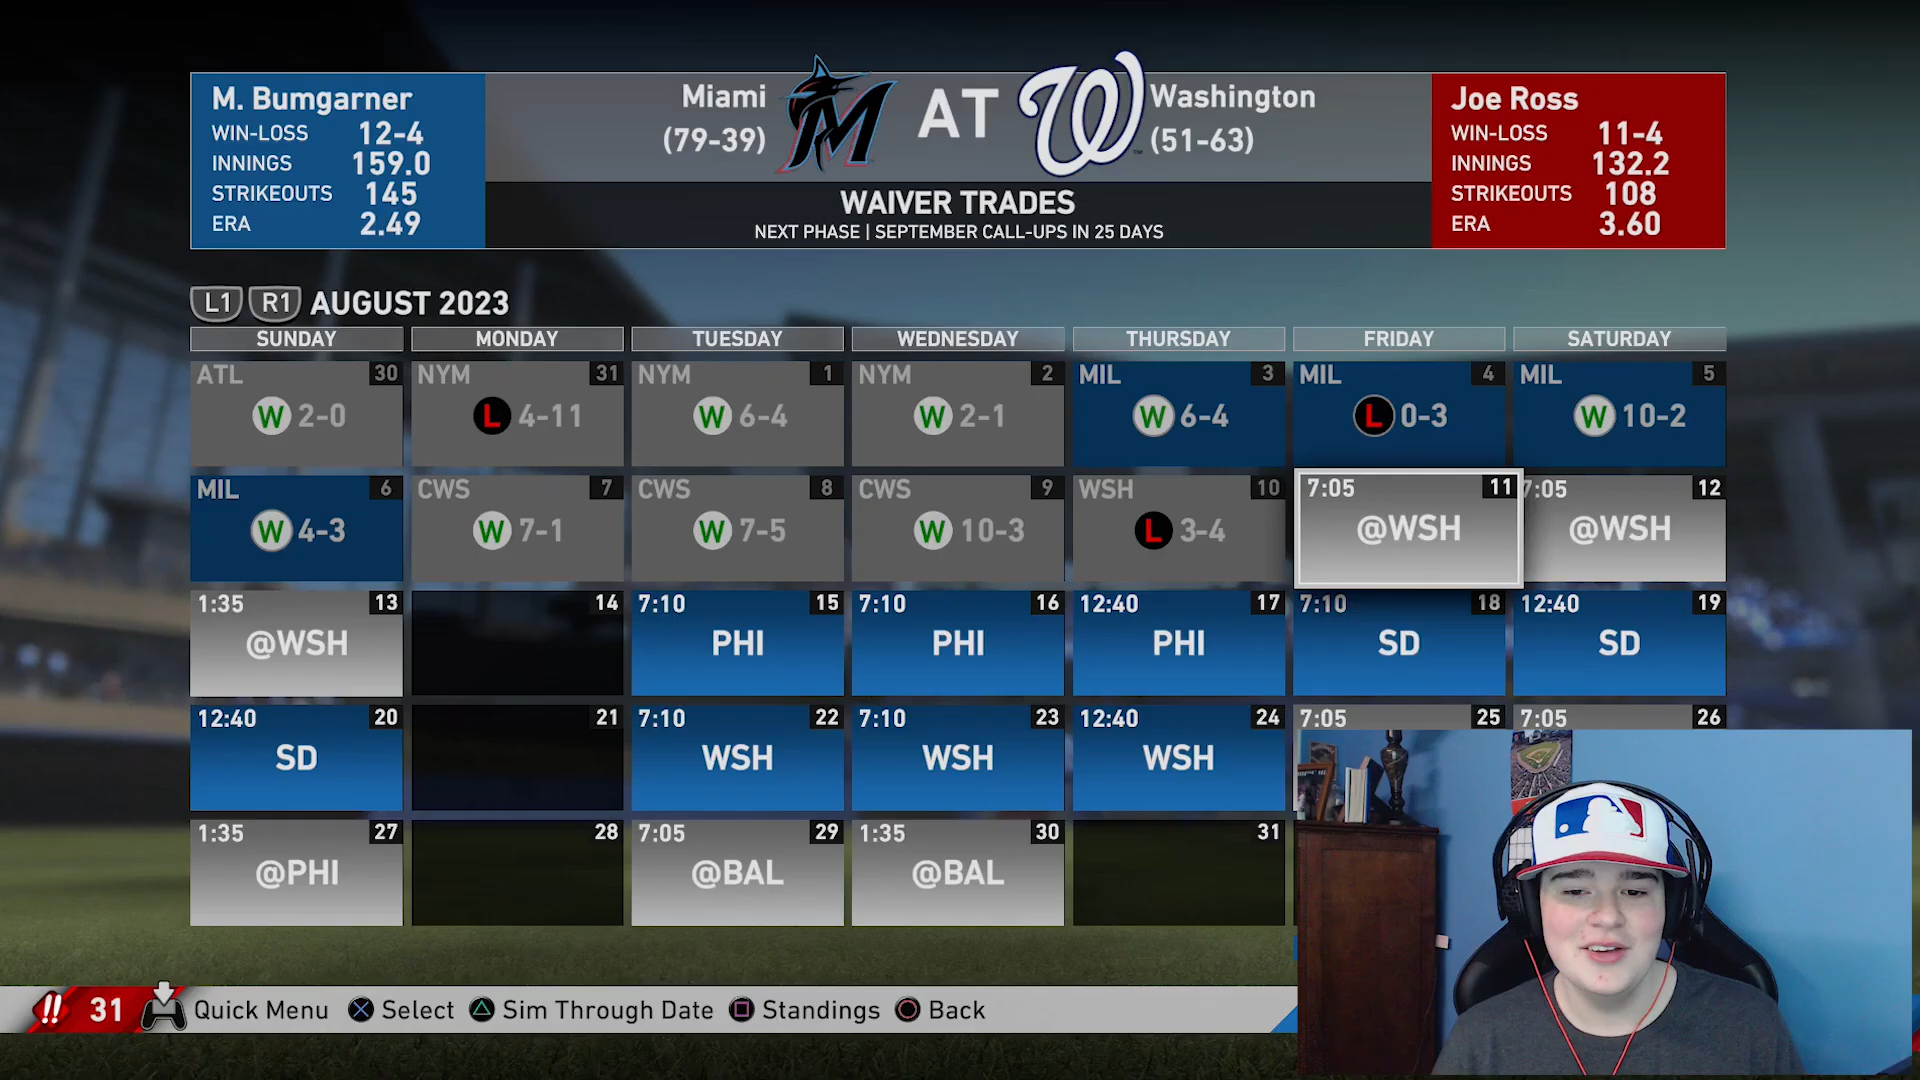 M. Bumgarner
WIN-LOSS 12-4
INNINGS 159.0
STRIKEOUTS 145
ERA 2.49
Miami
(79-39)
AT
Washington
(51-63)
WAIVER TRADES
NEXT PHASE | SEPTEMBER CALL-UPS IN 25 DAYS
Joe Ross
WIN-LOSS 11-4
INNINGS 132.2
STRIKEOUTS 108
ERA 3.60
L1 R1 AUGUST 2023
SUNDAY MONDAY TUESDAY WEDNESDAY THURSDAY FRIDAY SATURDAY
ATL 30 NYM 31 NYM 1 NYM 2 MIL 3 MIL 4 MIL 5
W 2-0 L 4-11 W 6-4 W 2-1 W 6-4 L 0-3 W 10-2
MIL 6 CWS 7 CWS 8 CWS 9 WSH 10 7:05 11 7:05 12
W 4-3 W 7-1 W 7-5 W 10-3 L 3-4 @WSH @WSH
1:35 13 14 7:10 15 7:10 16 12:40 17 7:10 18 12:40 19
@WSH PHI PHI PHI SD SD
12:40 20 21 7:10 22 7:10 23 12:40 24 7:05 25 7:05 26
SD WSH WSH WSH
1:35 27 28 7:05 29 1:35 30 31
@PHI @BAL @BAL
!! 31 Quick Menu Select Sim Through Date Standings Back